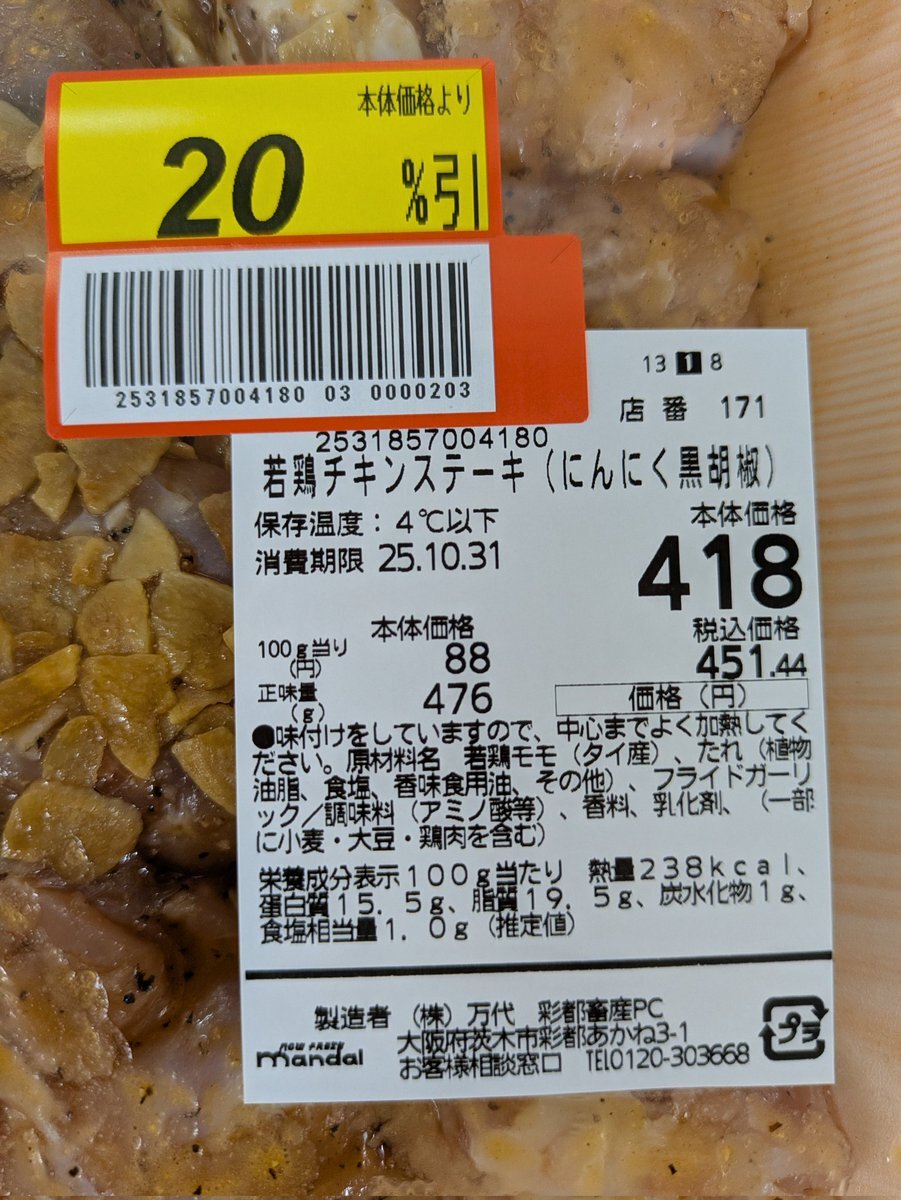 本体価格より
20 %引
2531857004180 03 0000203
13 1 8
店番 171
2531857004180
若鶏チキンステーキ(にんにく黒胡椒)
保存温度:4℃以下
消費期限 25.10.31
本体価格
418
本体価格
税込価格
100g当り(円)
88
451.44
正味量(g)
476
価格(円)
●味付けをしていますので、中心までよく加熱してく
ださい。原材料名 若鶏モモ(タイ産)、たれ(植物
油脂、食塩、香味食用油、その他)、フライドガーリ
ック/調味料(アミノ酸等)、香料、乳化剤、(一部
に小麦・大豆・鶏肉を含む)
栄養成分表示100g当たり 熱量238kcal、
蛋白質15.5g、脂質19.5g、炭水化物1g、
食塩相当量1.0g(推定値)
製造者 (株)万代 彩都畜産PC
大阪府茨木市彩都あかね3-1
now fresh
mandai
お客様相談窓口 TEL0120-303668
プラ